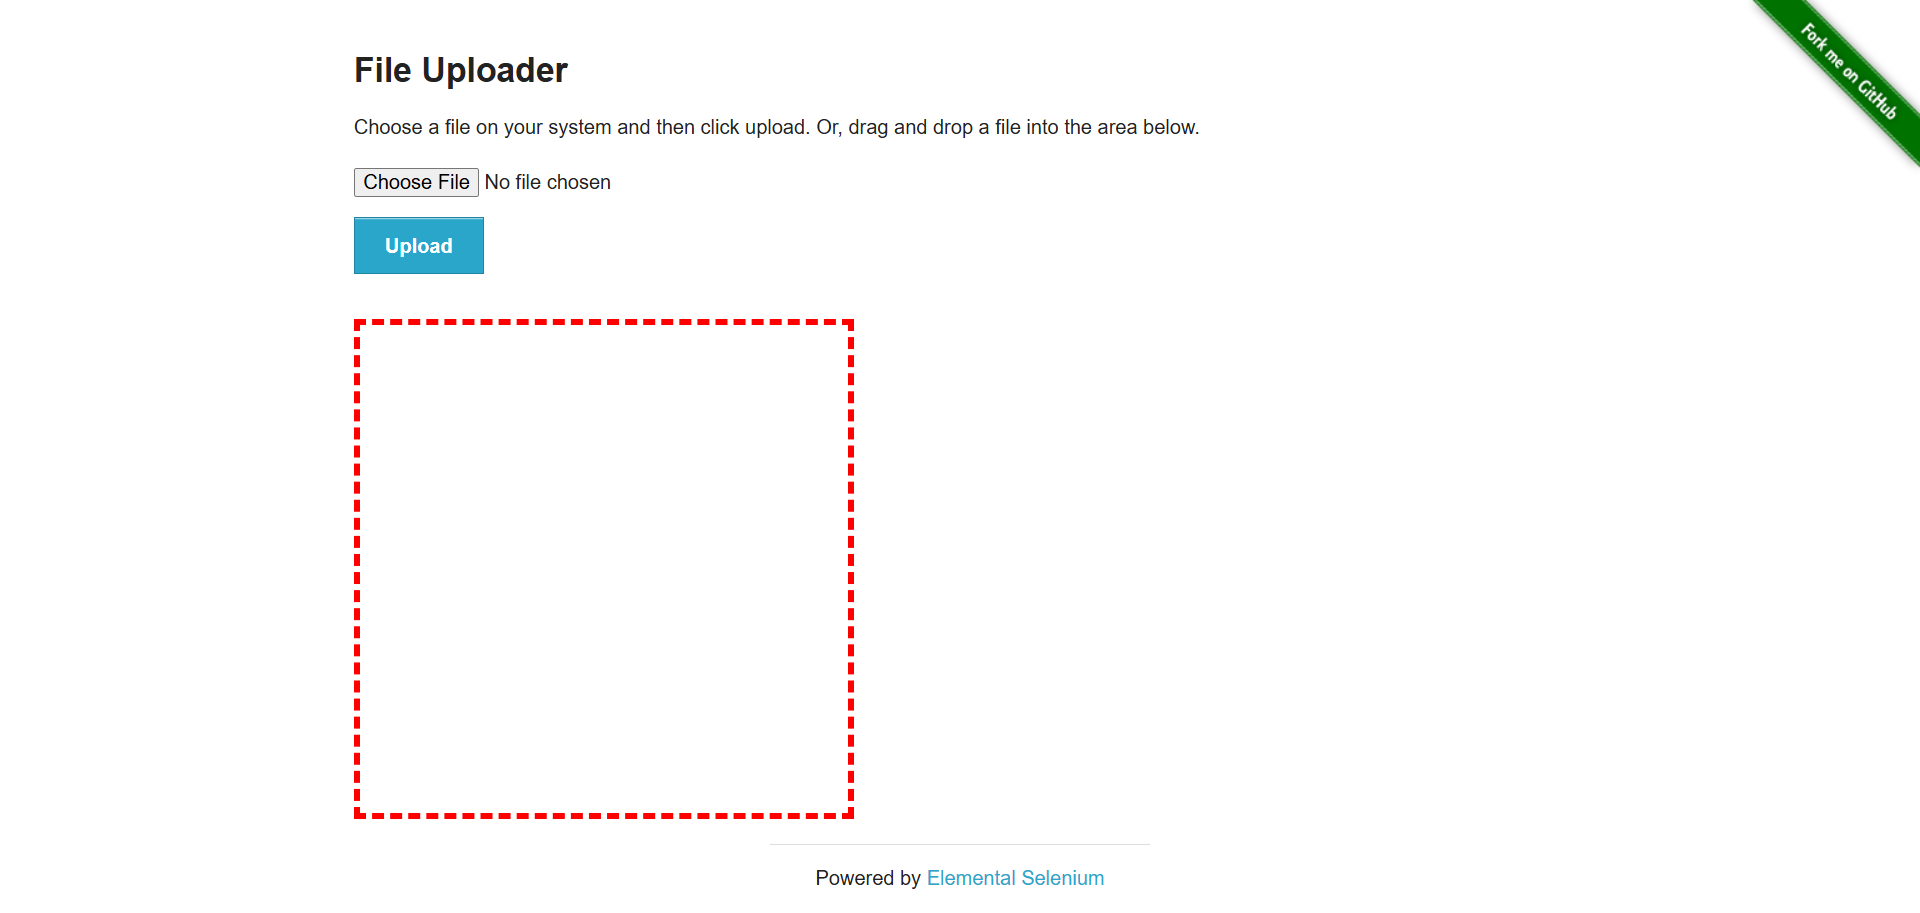 File Uploader
Fork me on GitHub
Choose a file on your system and then click upload. Or, drag and drop a file into the area below.
Choose File No file chosen
Upload
Powered by Elemental Selenium